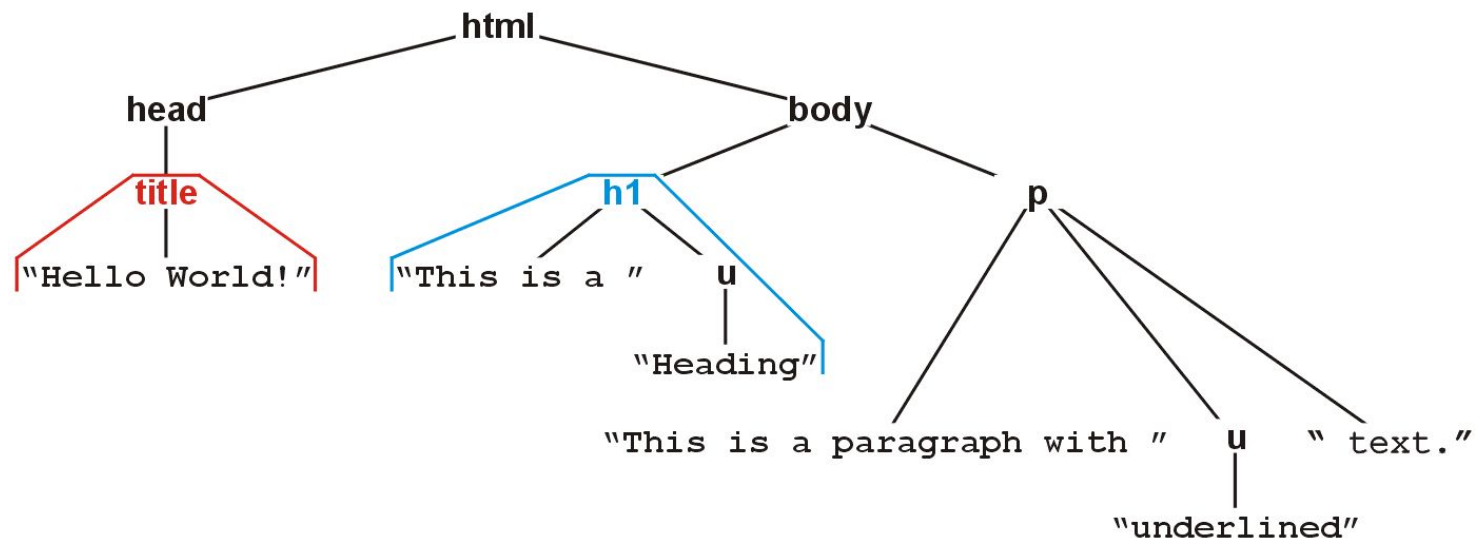 html
head body
title h1 p
“Hello World!” “This is a ” u
“Heading”
“This is a paragraph with ” u “ text.”
“underlined”